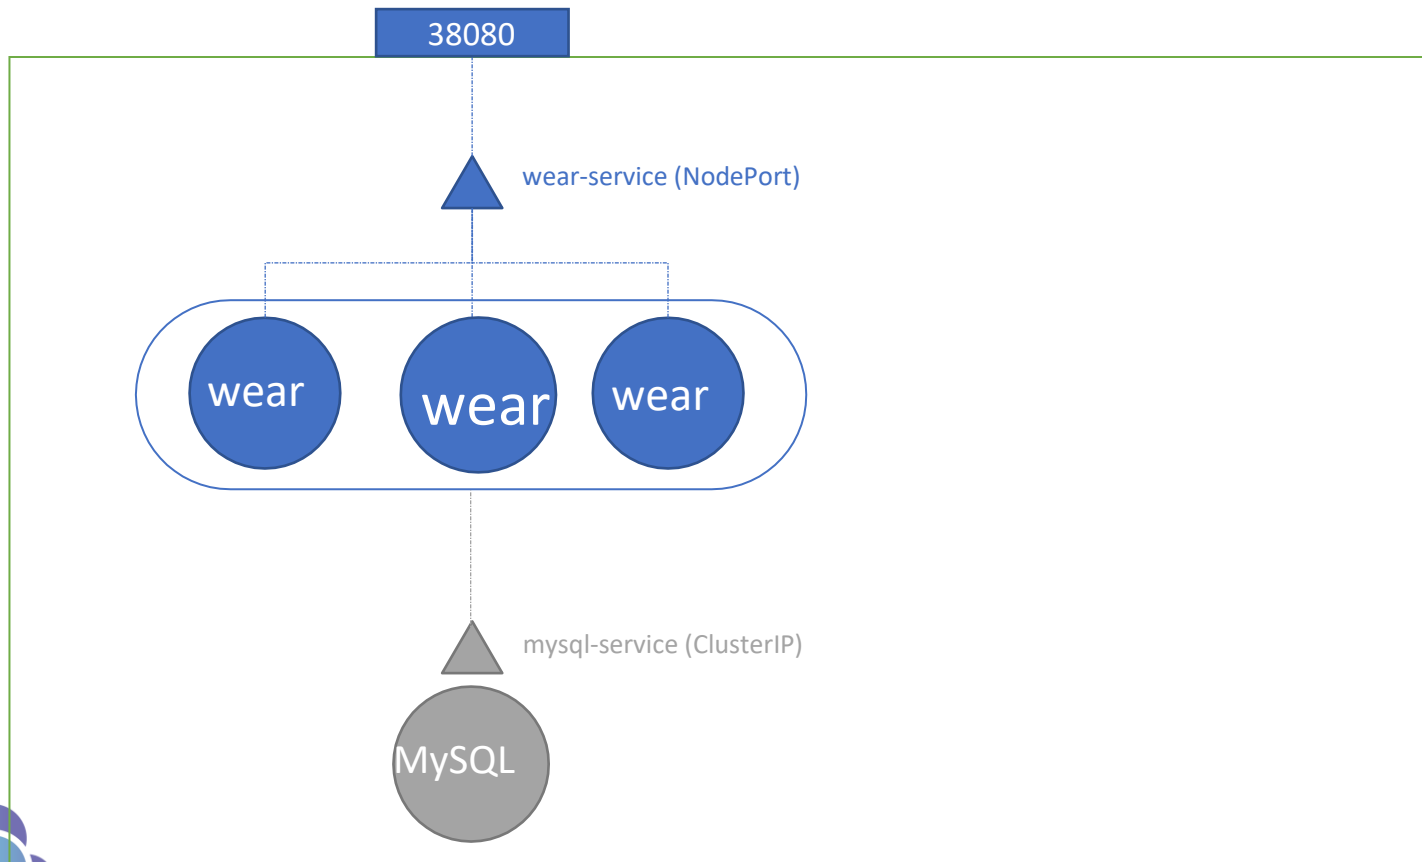 38080
wear-service (NodePort)
wear
wear
wear
mysql-service (ClusterIP)
MySQL